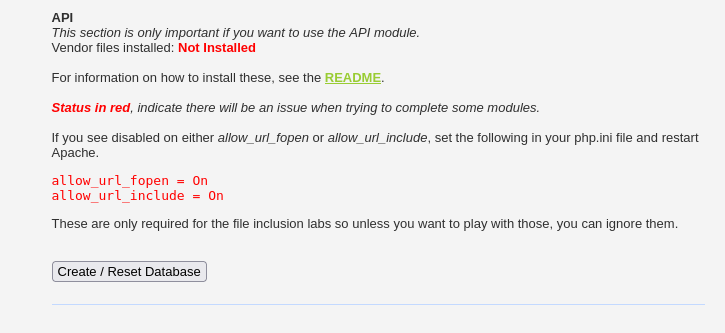 API
This section is only important if you want to use the API module.
Vendor files installed: Not Installed
For information on how to install these, see the README.
Status in red, indicate there will be an issue when trying to complete some modules.
If you see disabled on either allow_url_fopen or allow_url_include, set the following in your php.ini file and restart
Apache.
allow_url_fopen = On
allow_url_include = On
These are only required for the file inclusion labs so unless you want to play with those, you can ignore them.
Create / Reset Database